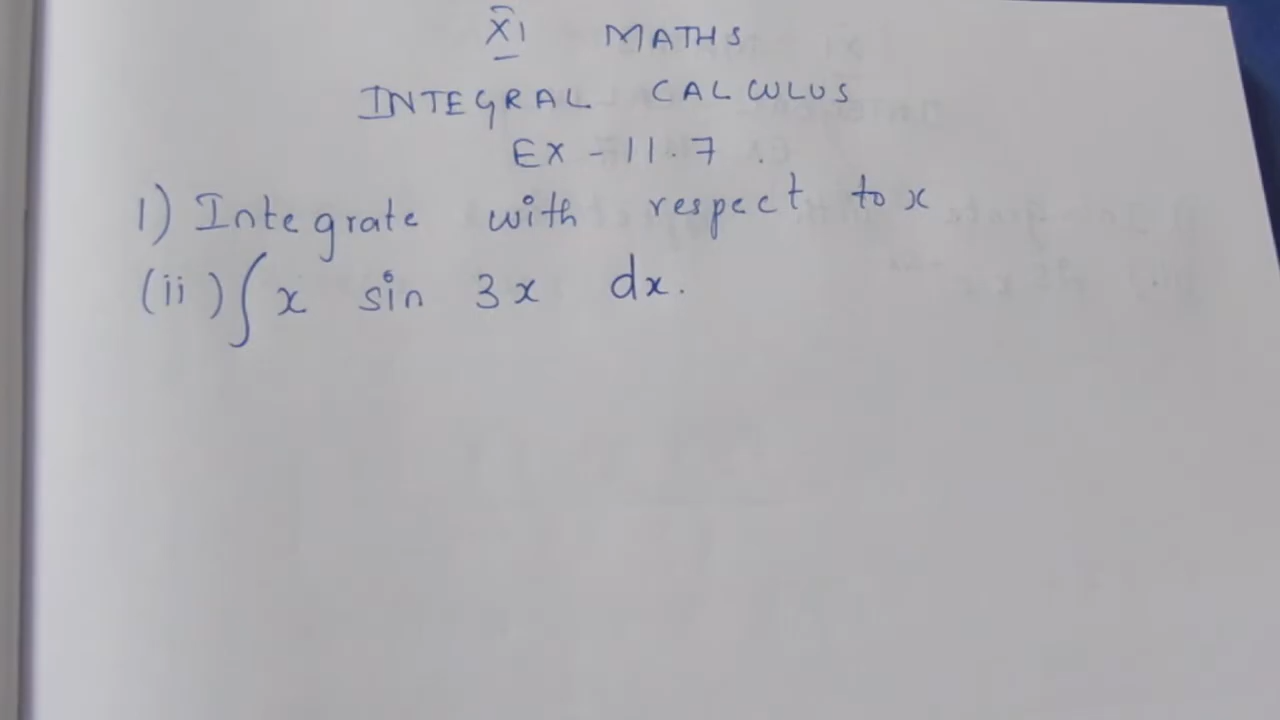 XI MATHS
INTEGRAL CALCULUS
EX - 11.7.
1) Integrate with respect to x
(ii) ∫ x sin 3x dx.